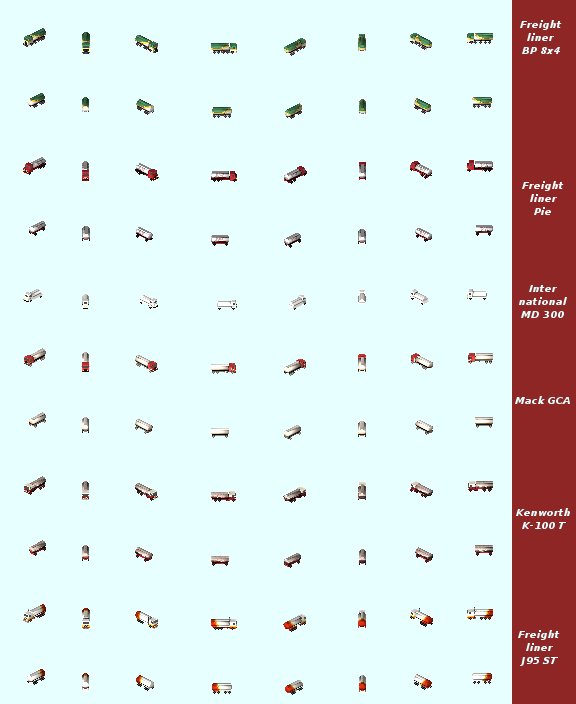 Freight
liner
BP 8x4
Freight
liner
Pie
Inter
national
MD 300
Mack GCA
Kenworth
K-100 T
Freight
liner
J95 ST